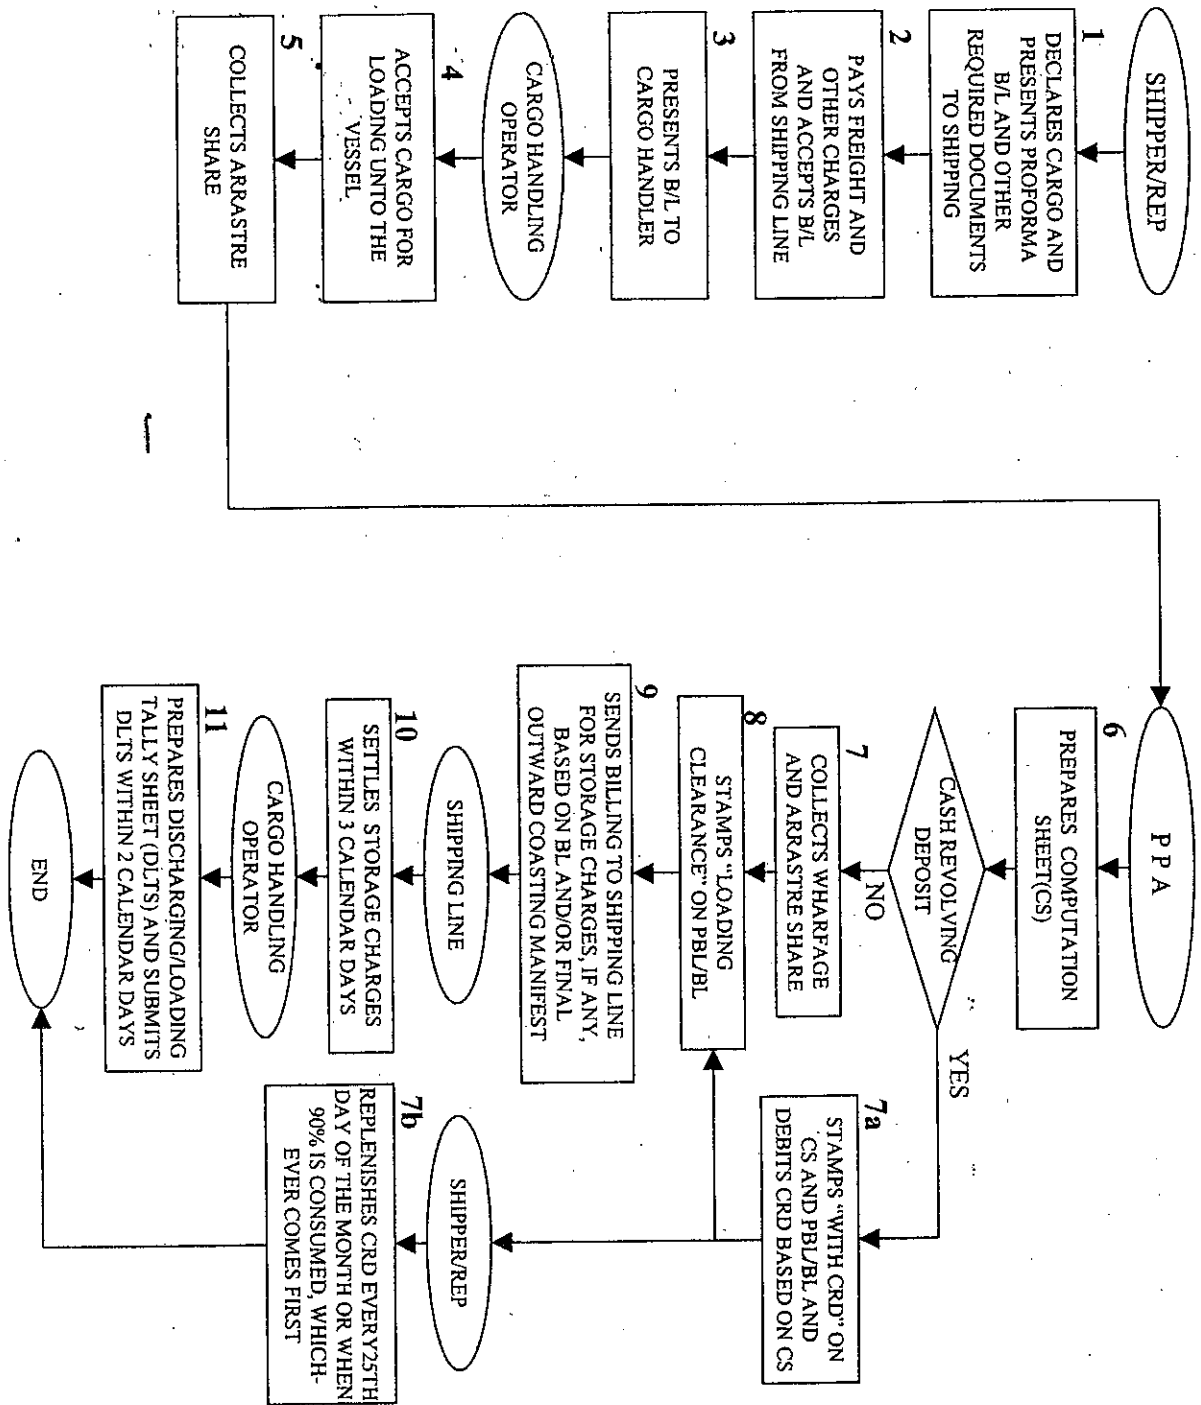 SHIPPER/REP
1
DECLARES CARGO AND
PRESENTS PROFORMA
B/L AND OTHER
REQUIRED DOCUMENTS
TO SHIPPING
2
PAYS FREIGHT AND
OTHER CHARGES
AND ACCEPTS B/L
FROM SHIPPING LINE
3
PRESENTS B/L TO
CARGO HANDLER
CARGO HANDLING
OPERATOR
4
ACCEPTS CARGO FOR
LOADING UNTO THE
VESSEL
5
COLLECTS ARRASTRE
SHARE
P P A
6
PREPARES COMPUTATION
SHEET(CS)
CASH REVOLVING
DEPOSIT
NO
YES
7
COLLECTS WHARFAGE
AND ARRASTRE SHARE
7a
STAMPS “WITH CRD” ON
CS AND PBL/BL AND
DEBITS CRD BASED ON CS
8
STAMPS “LOADING
CLEARANCE” ON PBL/BL
9
SENDS BILLING TO SHIPPING LINE
FOR STORAGE CHARGES, IF ANY,
BASED ON BL AND/OR FINAL
OUTWARD COASTING MANIFEST
SHIPPING LINE
SHIPPER/REP
10
SETTLES STORAGE CHARGES
WITHIN 3 CALENDAR DAYS
7b
REPLENISHES CRD EVERY25TH
DAY OF THE MONTH OR WHEN
90% IS CONSUMED, WHICH-
EVER COMES FIRST
CARGO HANDLING
OPERATOR
11
PREPARES DISCHARGING/LOADING
TALLY SHEET (DLTS) AND SUBMITS
DLTS WITHIN 2 CALENDAR DAYS
END